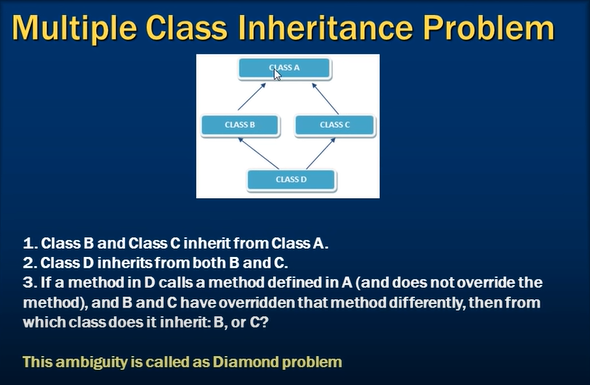 Multiple Class Inheritance Problem
CLASS A
CLASS B
CLASS C
CLASS D
1. Class B and Class C inherit from Class A.
2. Class D inherits from both B and C.
3. If a method in D calls a method defined in A (and does not override the
method), and B and C have overridden that method differently, then from
which class does it inherit: B, or C?
This ambiguity is called as Diamond problem